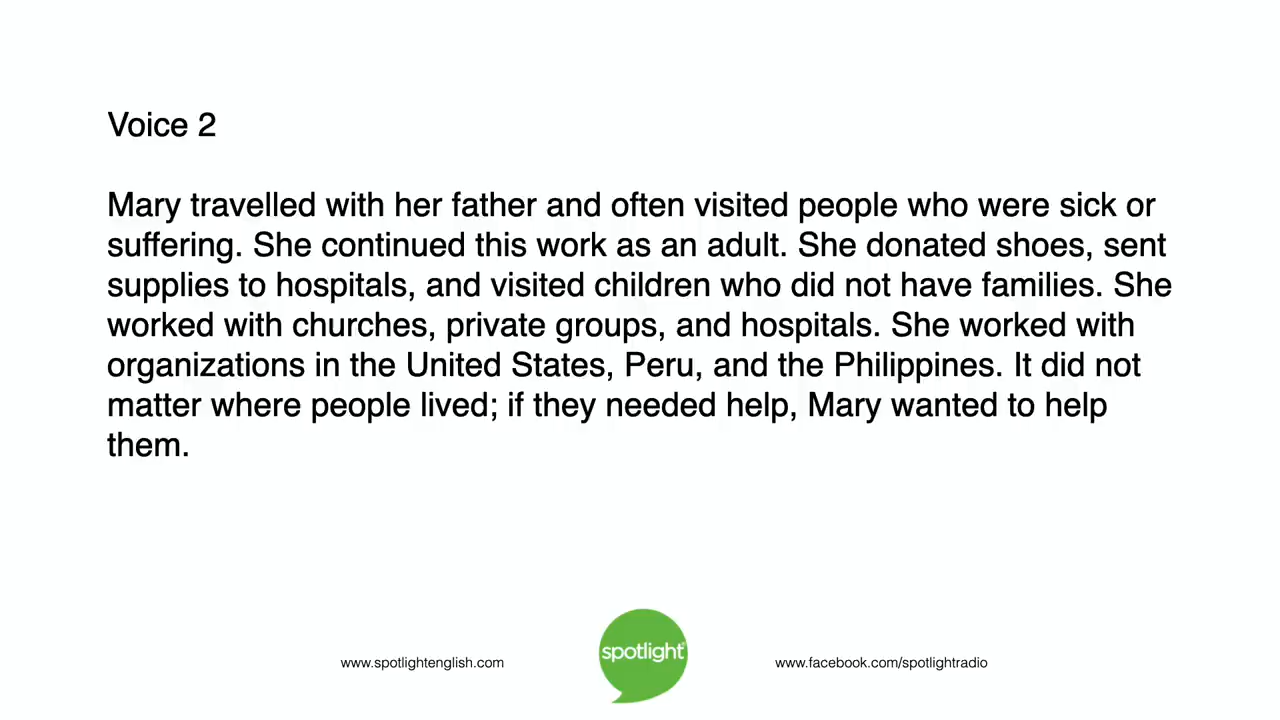 Voice 2
Mary travelled with her father and often visited people who were sick or
suffering. She continued this work as an adult. She donated shoes, sent
supplies to hospitals, and visited children who did not have families. She
worked with churches, private groups, and hospitals. She worked with
organizations in the United States, Peru, and the Philippines. It did not
matter where people lived; if they needed help, Mary wanted to help
them.
www.spotlightenglish.com
spotlight®
www.facebook.com/spotlightradio